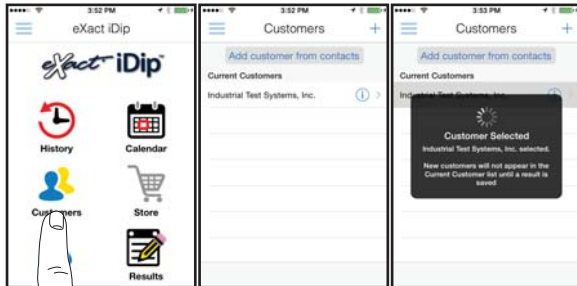 3:52 PM
eXact iDip
eXact iDip
History
Calendar
Customers
Store
Results
3:52 PM
Customers
Add customer from contacts
Current Customers
Industrial Test Systems, Inc.
3:53 PM
Customers
Add customer from contacts
Current Customers
Customer Selected
Industrial Test Systems, Inc. selected.
New customers will not appear in the
Current Customer list until a result is
saved